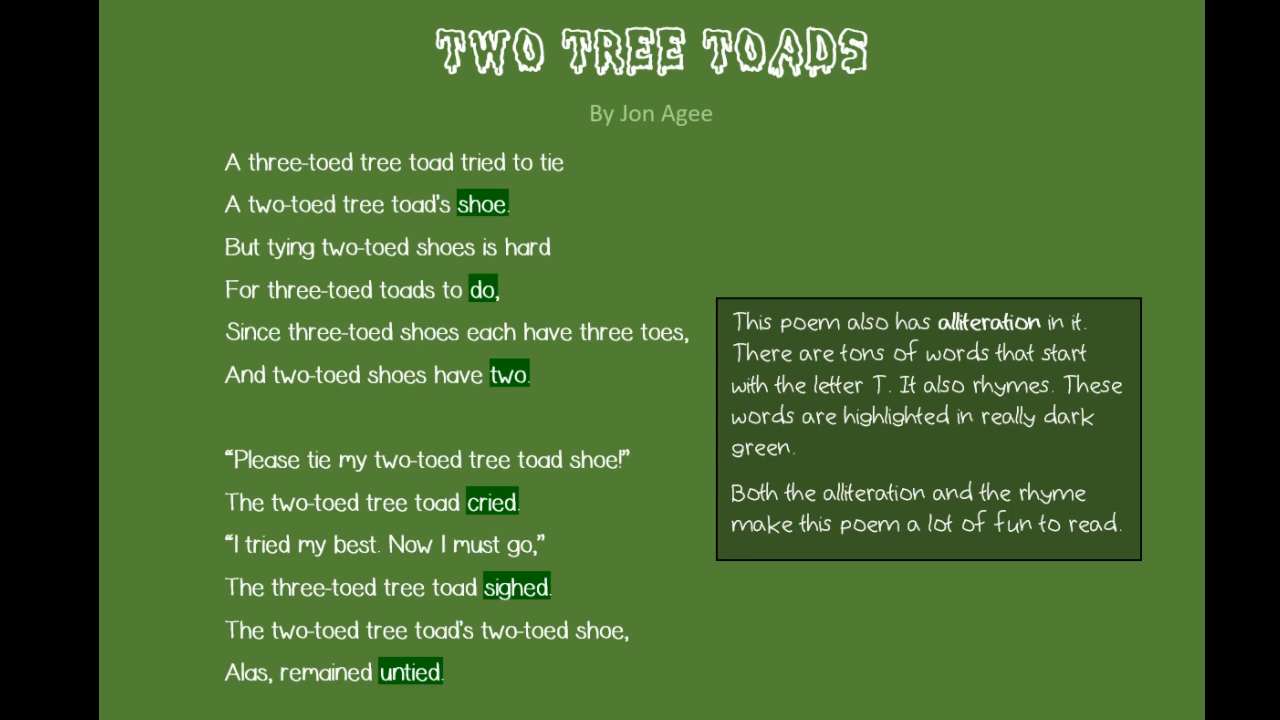 TWO TREE TOADS
By Jon Agee
A three-toed tree toad tried to tie
A two-toed tree toad's shoe.
But tying two-toed shoes is hard
For three-toed toads to do,
Since three-toed shoes each have three toes,
And two-toed shoes have two.
“Please tie my two-toed tree toad shoe!”
The two-toed tree toad cried.
“I tried my best. Now I must go,”
The three-toed tree toad sighed.
The two-toed tree toad's two-toed shoe,
Alas, remained untied.
This poem also has alliteration in it.
There are tons of words that start
with the letter T. It also rhymes. These
words are highlighted in really dark
green.
Both the alliteration and the rhyme
make this poem a lot of fun to read.